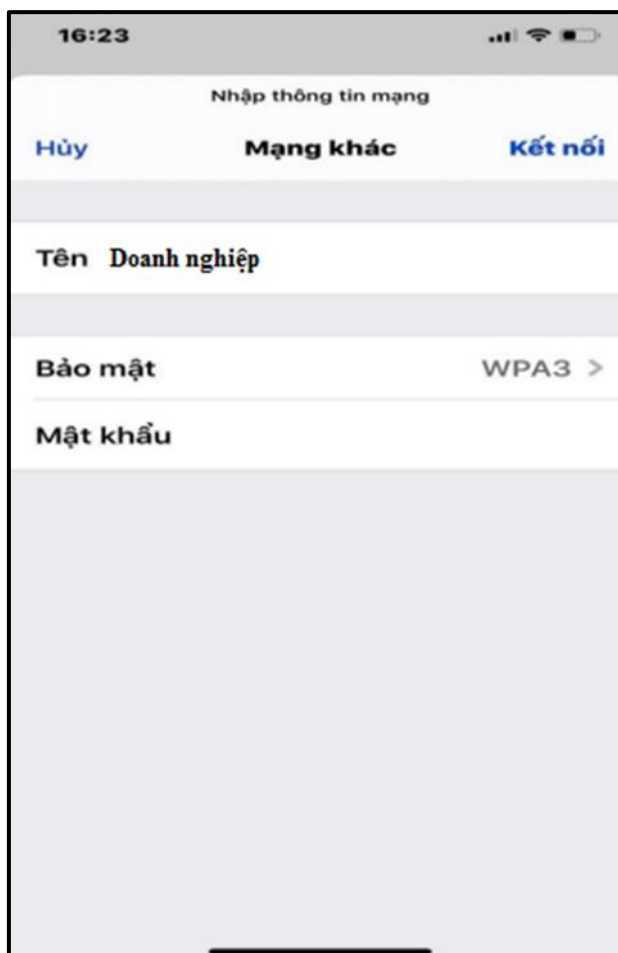 16:23
Nhập thông tin mạng
Hủy Mạng khác Kết nối
Tên Doanh nghiệp
Bảo mật WPA3 >
Mật khẩu